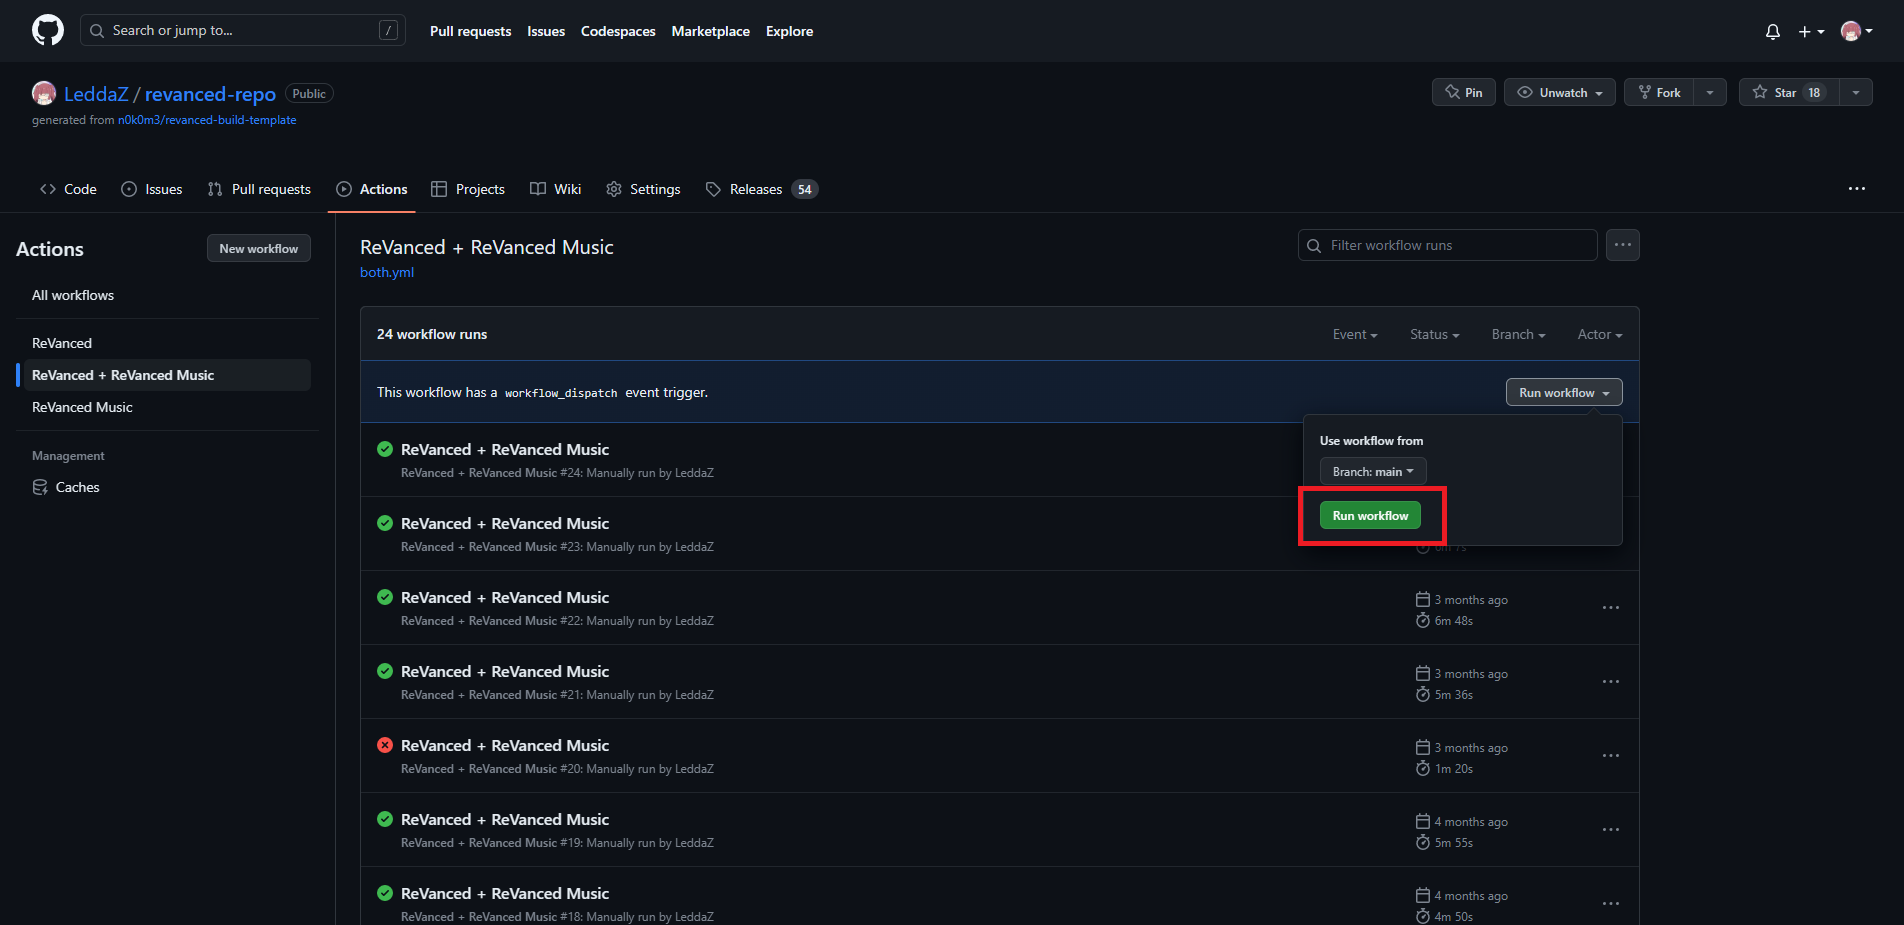 Search or jump to... /
Pull requests Issues Codespaces Marketplace Explore
LeddaZ / revanced-repo Public
generated from n0k0m3/revanced-build-template
Pin Unwatch Fork Star 18
Code Issues Pull requests Actions Projects Wiki Settings Releases 54
Actions New workflow
All workflows
ReVanced
ReVanced + ReVanced Music
ReVanced Music
Management
Caches
ReVanced + ReVanced Music
both.yml
Filter workflow runs
24 workflow runs
Event Status Branch Actor
This workflow has a workflow_dispatch event trigger.
Run workflow
Use workflow from
Branch: main
Run workflow
ReVanced + ReVanced Music
ReVanced + ReVanced Music #24: Manually run by LeddaZ
ReVanced + ReVanced Music
ReVanced + ReVanced Music #23: Manually run by LeddaZ
ReVanced + ReVanced Music
ReVanced + ReVanced Music #22: Manually run by LeddaZ
3 months ago
6m 48s
ReVanced + ReVanced Music
ReVanced + ReVanced Music #21: Manually run by LeddaZ
3 months ago
5m 36s
ReVanced + ReVanced Music
ReVanced + ReVanced Music #20: Manually run by LeddaZ
3 months ago
1m 20s
ReVanced + ReVanced Music
ReVanced + ReVanced Music #19: Manually run by LeddaZ
4 months ago
5m 55s
ReVanced + ReVanced Music
ReVanced + ReVanced Music #18: Manually run by LeddaZ
4 months ago
4m 50s